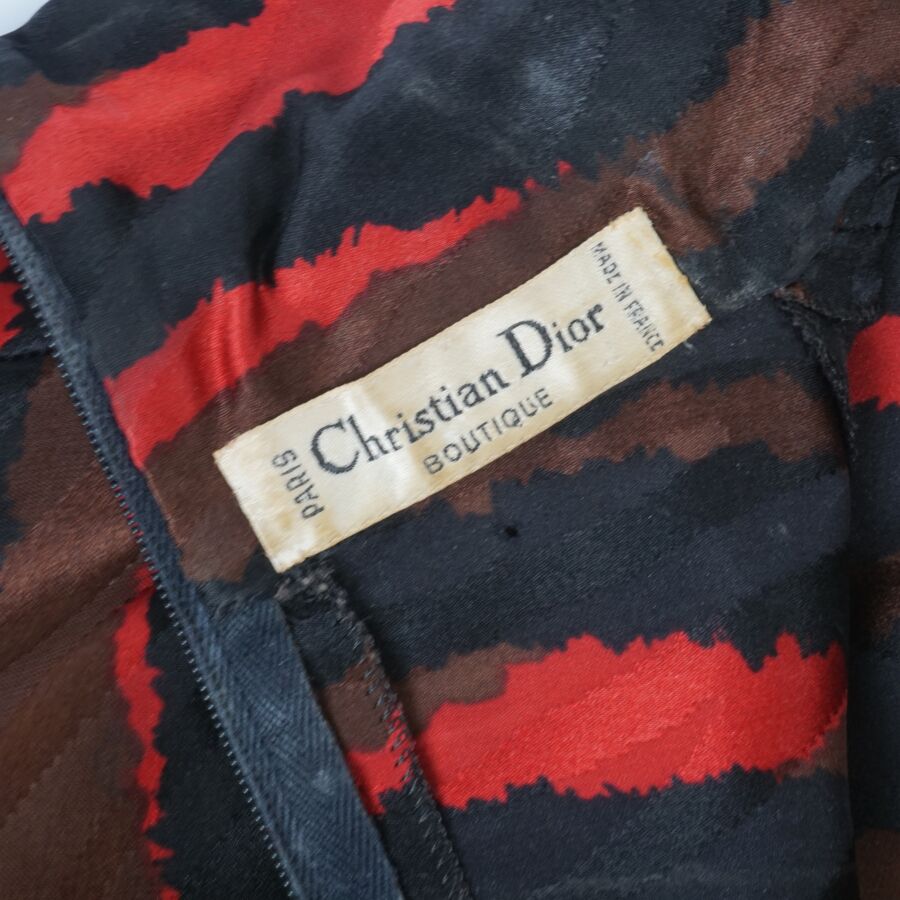 Christian Dior
BOUTIQUE
PARIS
MADE IN FRANCE